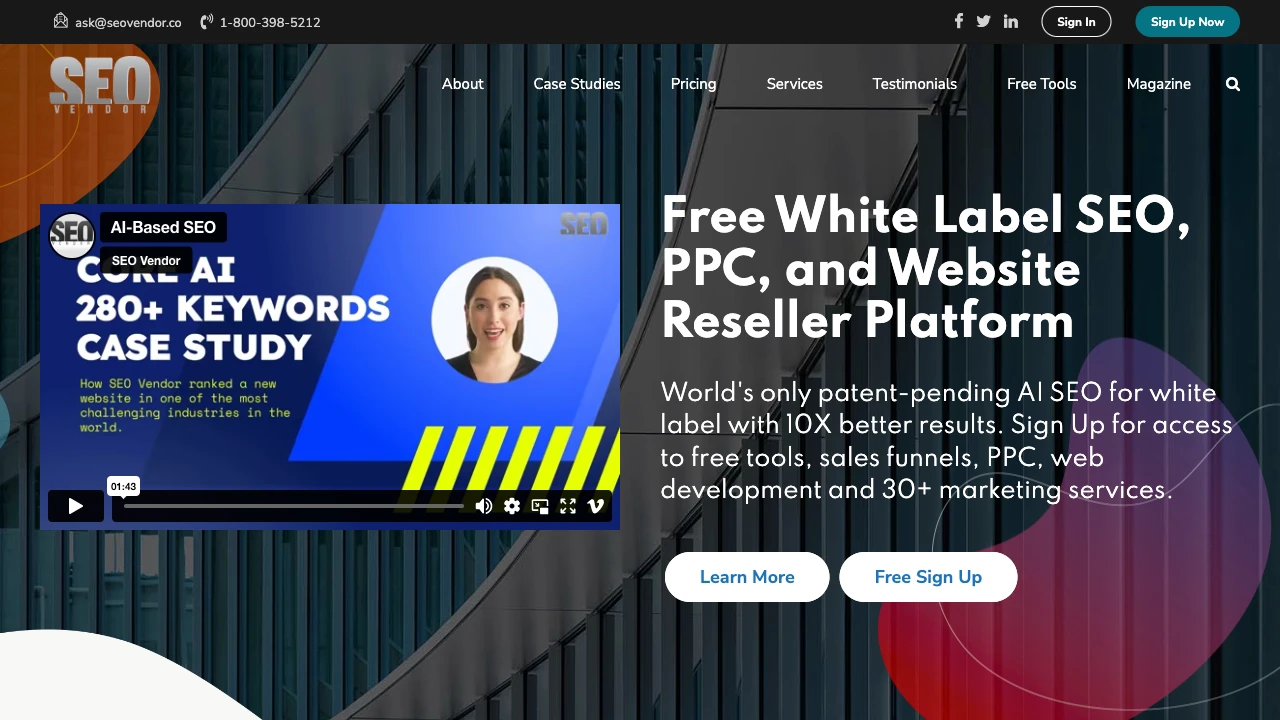 ask@seovendor.co
1-800-398-5212
Sign In
Sign Up Now
SEO
VENDOR
About
Case Studies
Pricing
Services
Testimonials
Free Tools
Magazine
SEO
VENDOR
AI-Based SEO
SEO Vendor
SEO
CORE AI
280+ KEYWORDS
CASE STUDY
How SEO Vendor ranked a new
website in one of the most
challenging industries in the
world.
01:43
Free White Label SEO,
PPC, and Website
Reseller Platform
World's only patent-pending AI SEO for white
label with 10X better results. Sign Up for access
to free tools, sales funnels, PPC, web
development and 30+ marketing services.
Learn More
Free Sign Up